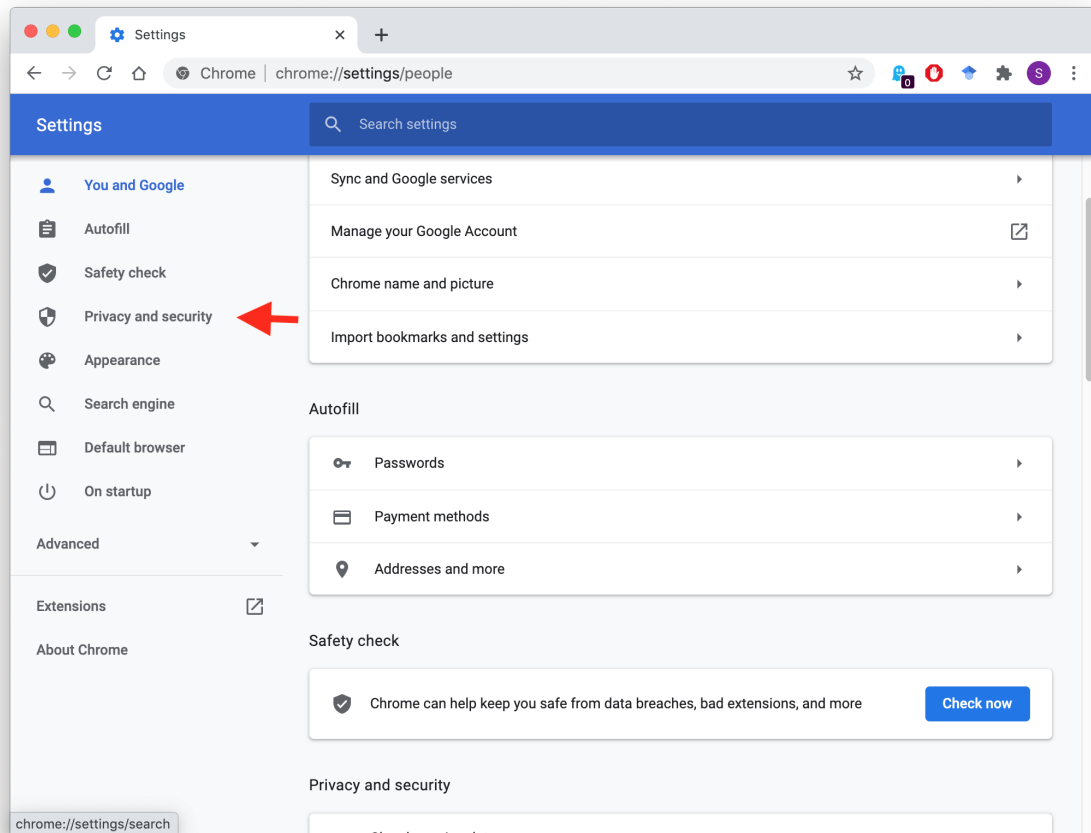 Settings
Chrome | chrome://settings/people
0
S
Settings
Search settings
You and Google
Autofill
Safety check
Privacy and security
Appearance
Search engine
Default browser
On startup
Advanced
Extensions
About Chrome
Sync and Google services
Manage your Google Account
Chrome name and picture
Import bookmarks and settings
Autofill
Passwords
Payment methods
Addresses and more
Safety check
Chrome can help keep you safe from data breaches, bad extensions, and more
Check now
Privacy and security
chrome://settings/search